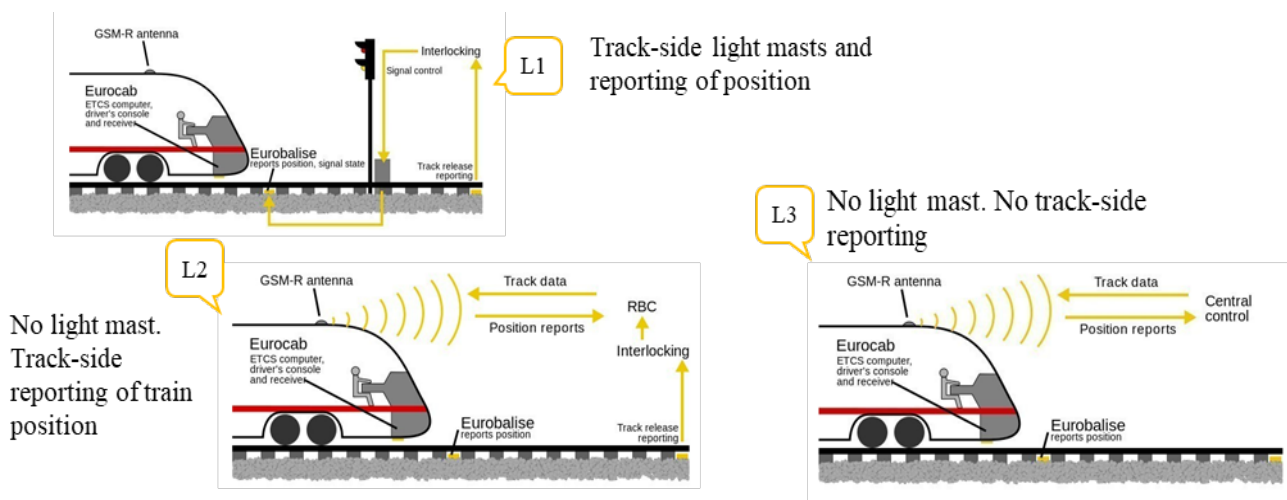 GSM-R antenna
Eurocab
ETCS computer,
driver's console
and receiver
Eurobalise
reports position, signal state
Interlocking
Signal control
Track release
reporting
L1
Track-side light masts and
reporting of position
L2
No light mast.
Track-side
reporting of train
position
GSM-R antenna
Track data
Position reports
RBC
Interlocking
Eurocab
ETCS computer,
driver's console
and receiver
Eurobalise
reports position
Track release
reporting
L3
No light mast. No track-side
reporting
GSM-R antenna
Track data
Position reports
Central
control
Eurocab
ETCS computer,
driver's console
and receiver
Eurobalise
reports position